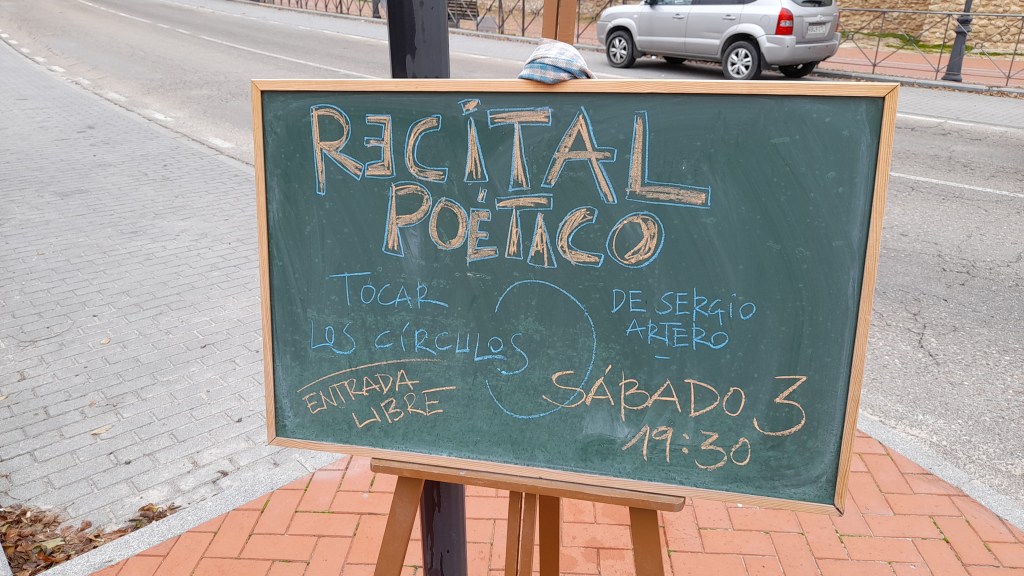 RECITAL
POÉTICO
TOCAR
LOS CÍRCULOS
DE SERGIO
ARTERO
ENTRADA
LIBRE
SÁBADO 3
19:30